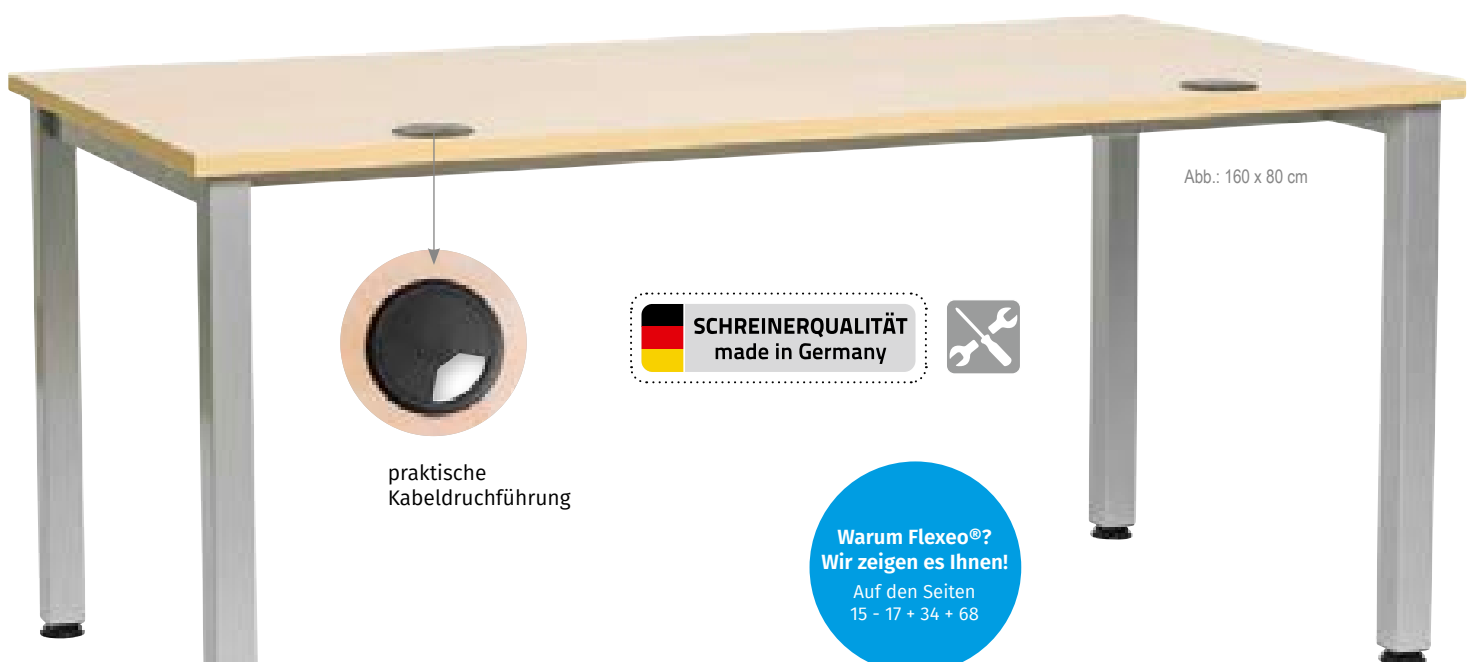 Abb.: 160 x 80 cm
SCHREINERQUALITÄT
made in Germany
praktische
Kabeldruchführung
Warum Flexeo®?
Wir zeigen es Ihnen!
Auf den Seiten
15 - 17 + 34 + 68